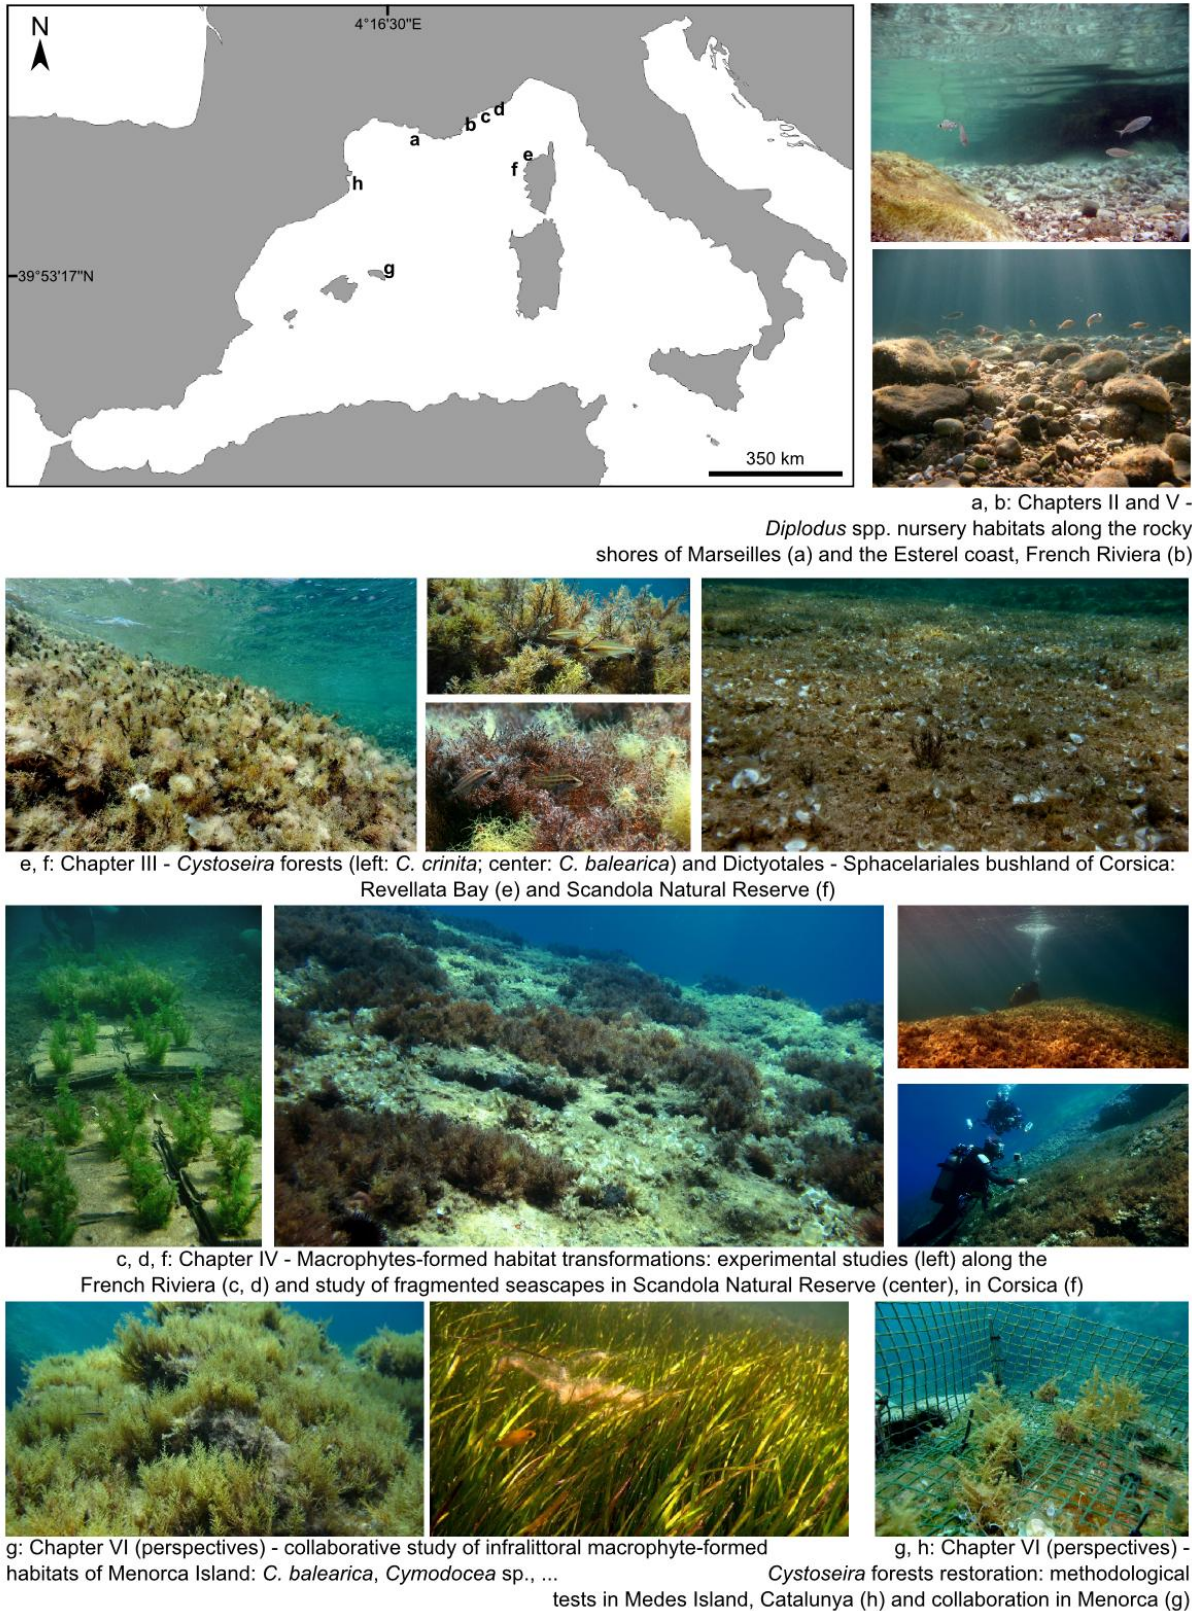 N
4°16'30"E
d
c
b
a
e
f
h
g
39°53'17"N
350 km
a, b: Chapters II and V -
Diplodus spp. nursery habitats along the rocky
shores of Marseilles (a) and the Esterel coast, French Riviera (b)
e, f: Chapter III - Cystoseira forests (left: C. crinita; center: C. balearica) and Dictyotales - Sphacelariales bushland of Corsica:
Revellata Bay (e) and Scandola Natural Reserve (f)
c, d, f: Chapter IV - Macrophytes-formed habitat transformations: experimental studies (left) along the
French Riviera (c, d) and study of fragmented seascapes in Scandola Natural Reserve (center), in Corsica (f)
g: Chapter VI (perspectives) - collaborative study of infralittoral macrophyte-formed
habitats of Menorca Island: C. balearica, Cymodocea sp., ...
g, h: Chapter VI (perspectives) -
Cystoseira forests restoration: methodological
tests in Medes Island, Catalunya (h) and collaboration in Menorca (g)